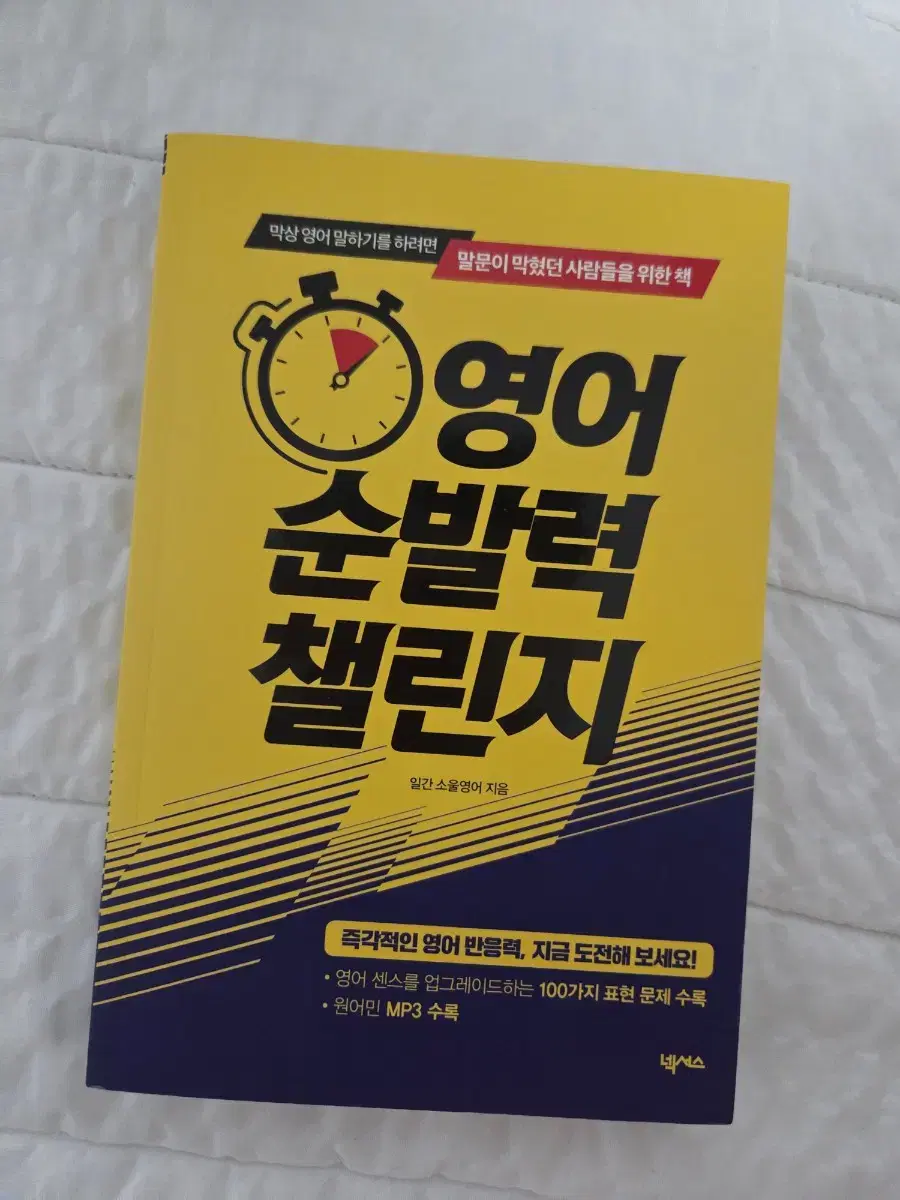 막상 영어 말하기를 하려면
말문이 막혔던 사람들을 위한 책
영어
순발력
챌린지
일간 소울영어 지음
즉각적인 영어 반응력, 지금 도전해 보세요!
• 영어 센스를 업그레이드하는 100가지 표현 문제 수록
• 원어민 MP3 수록
넥서스